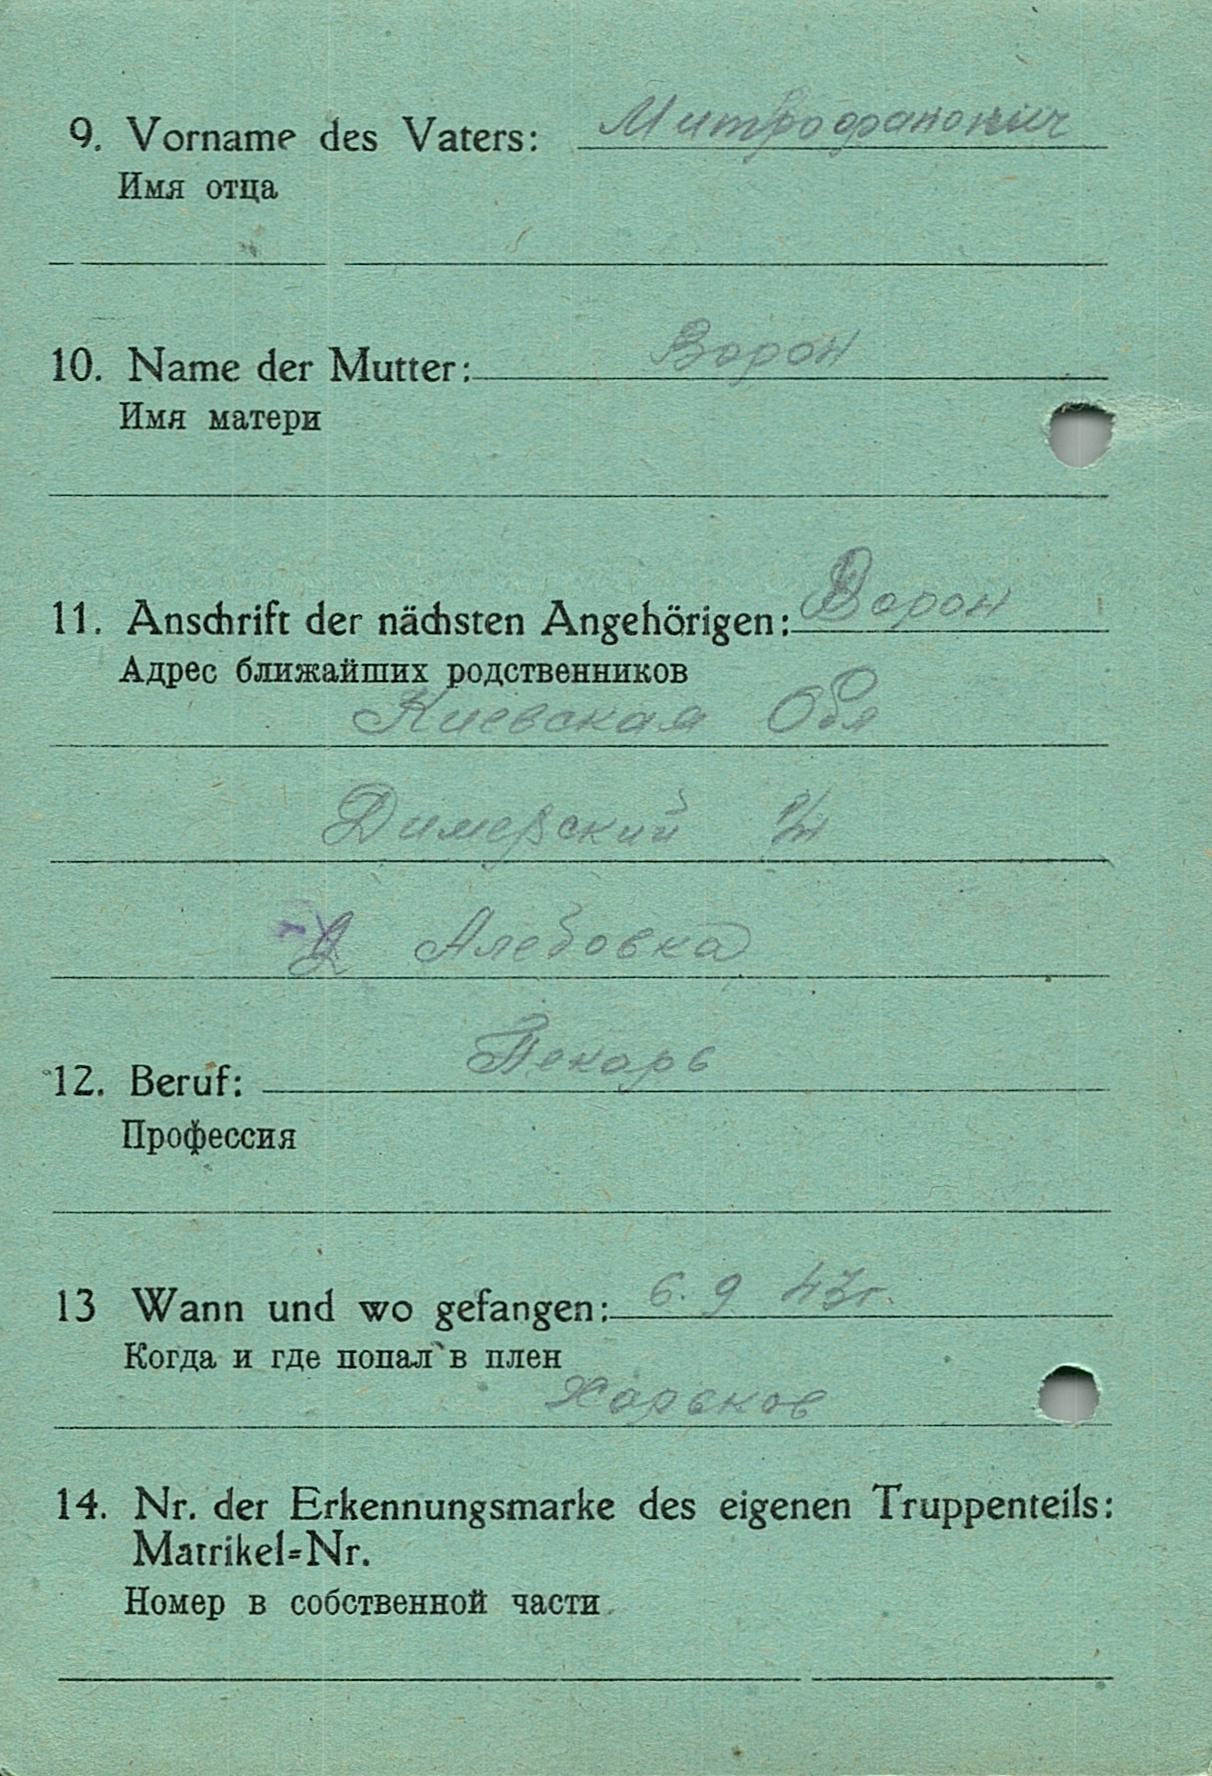 9. Vorname des Vaters: Митрофанович
Имя отца
10. Name der Mutter: Ворон
Имя матери
11. Anschrift der nächsten Angehörigen: Ворон
Адрес ближайших родственников
Киевская Обл
Димерский
Алебовка
12. Beruf: Пекарь
Профессия
13 Wann und wo gefangen: 6. 9 43г.
Когда и где попал в плен
Харьков
14. Nr. der Erkennungsmarke des eigenen Truppenteils:
Matrikel=Nr.
Номер в собственной части